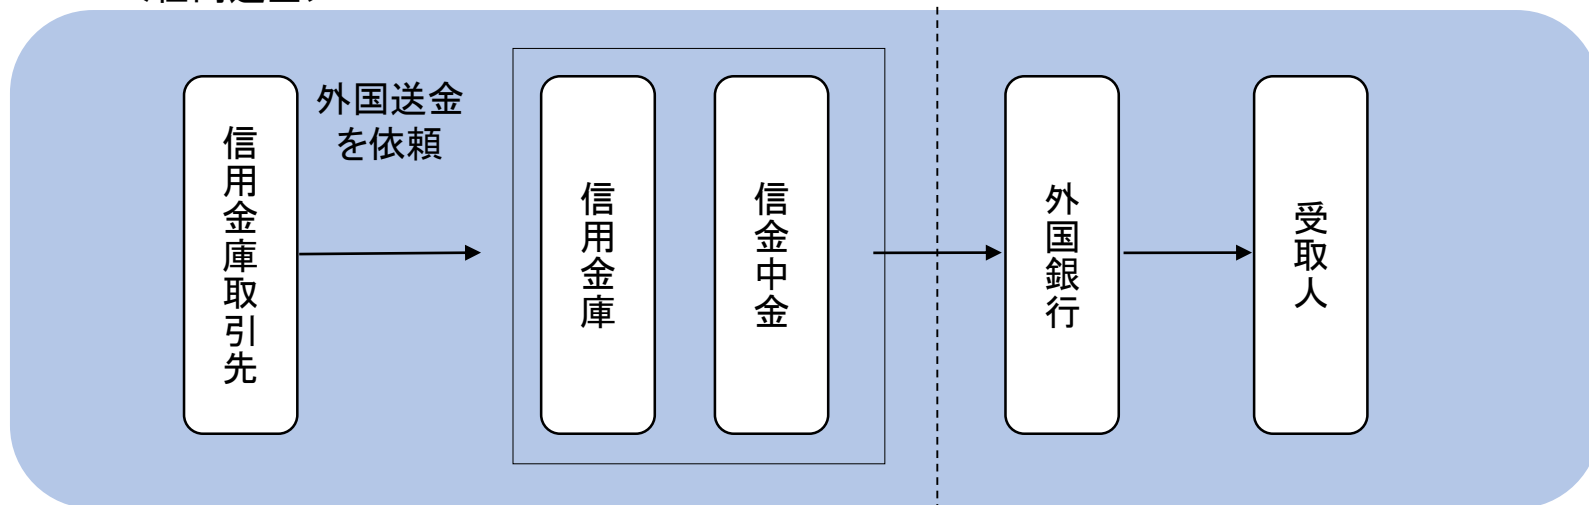 外国送金
を依頼
信用金庫取引先
信用金庫
信金中金
外国銀行
受取人